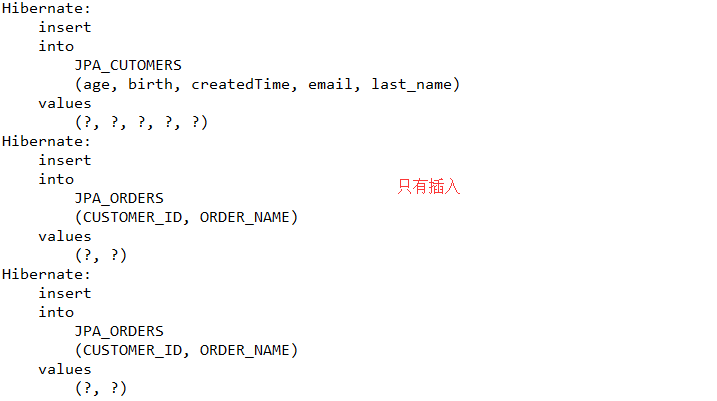 Hibernate:
    insert
    into
        JPA_CUTOMERS
        (age, birth, createdTime, email, last_name)
    values
        (?, ?, ?, ?, ?)
Hibernate:
    insert
    into
        JPA_ORDERS
        (CUSTOMER_ID, ORDER_NAME)
    values
        (?, ?)
Hibernate:
    insert
    into
        JPA_ORDERS
        (CUSTOMER_ID, ORDER_NAME)
    values
        (?, ?)
只有插入